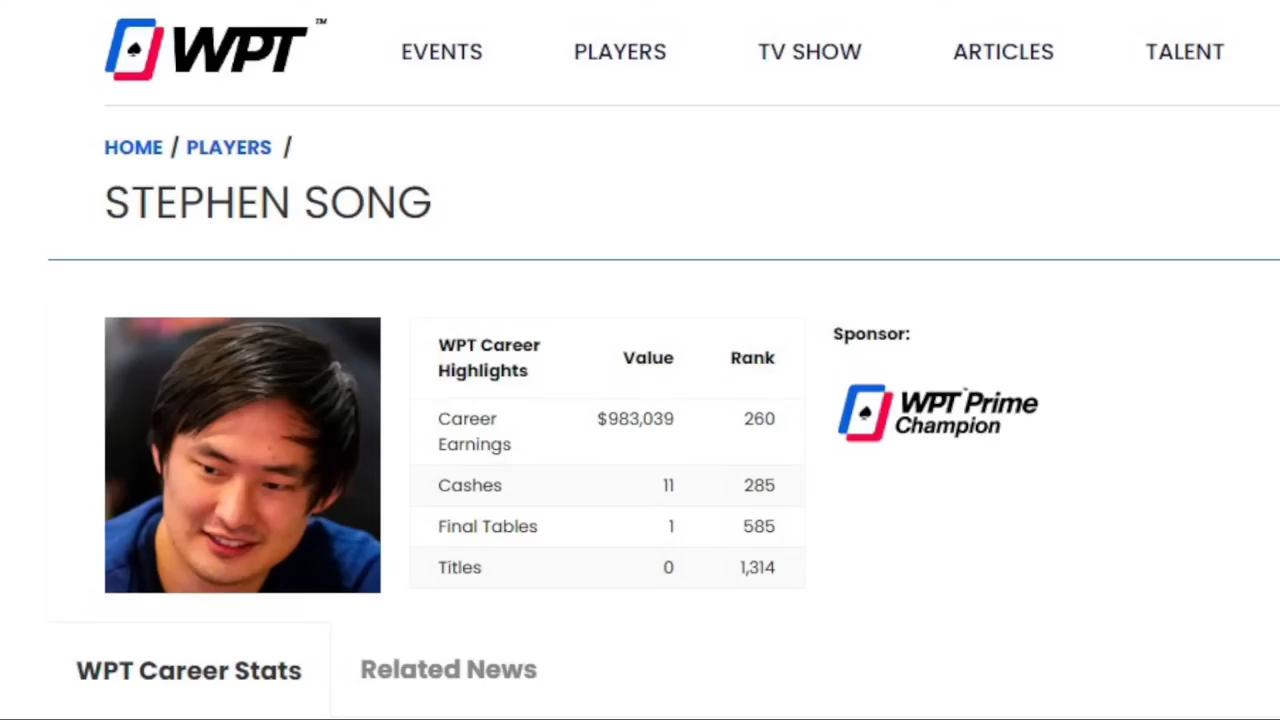 WPT™
EVENTS PLAYERS TV SHOW ARTICLES TALENT
HOME / PLAYERS /
STEPHEN SONG
WPT Career Highlights Value Rank
Career Earnings $983,039 260
Cashes 11 285
Final Tables 1 585
Titles 0 1,314
Sponsor:
WPT Prime
Champion
WPT Career Stats Related News